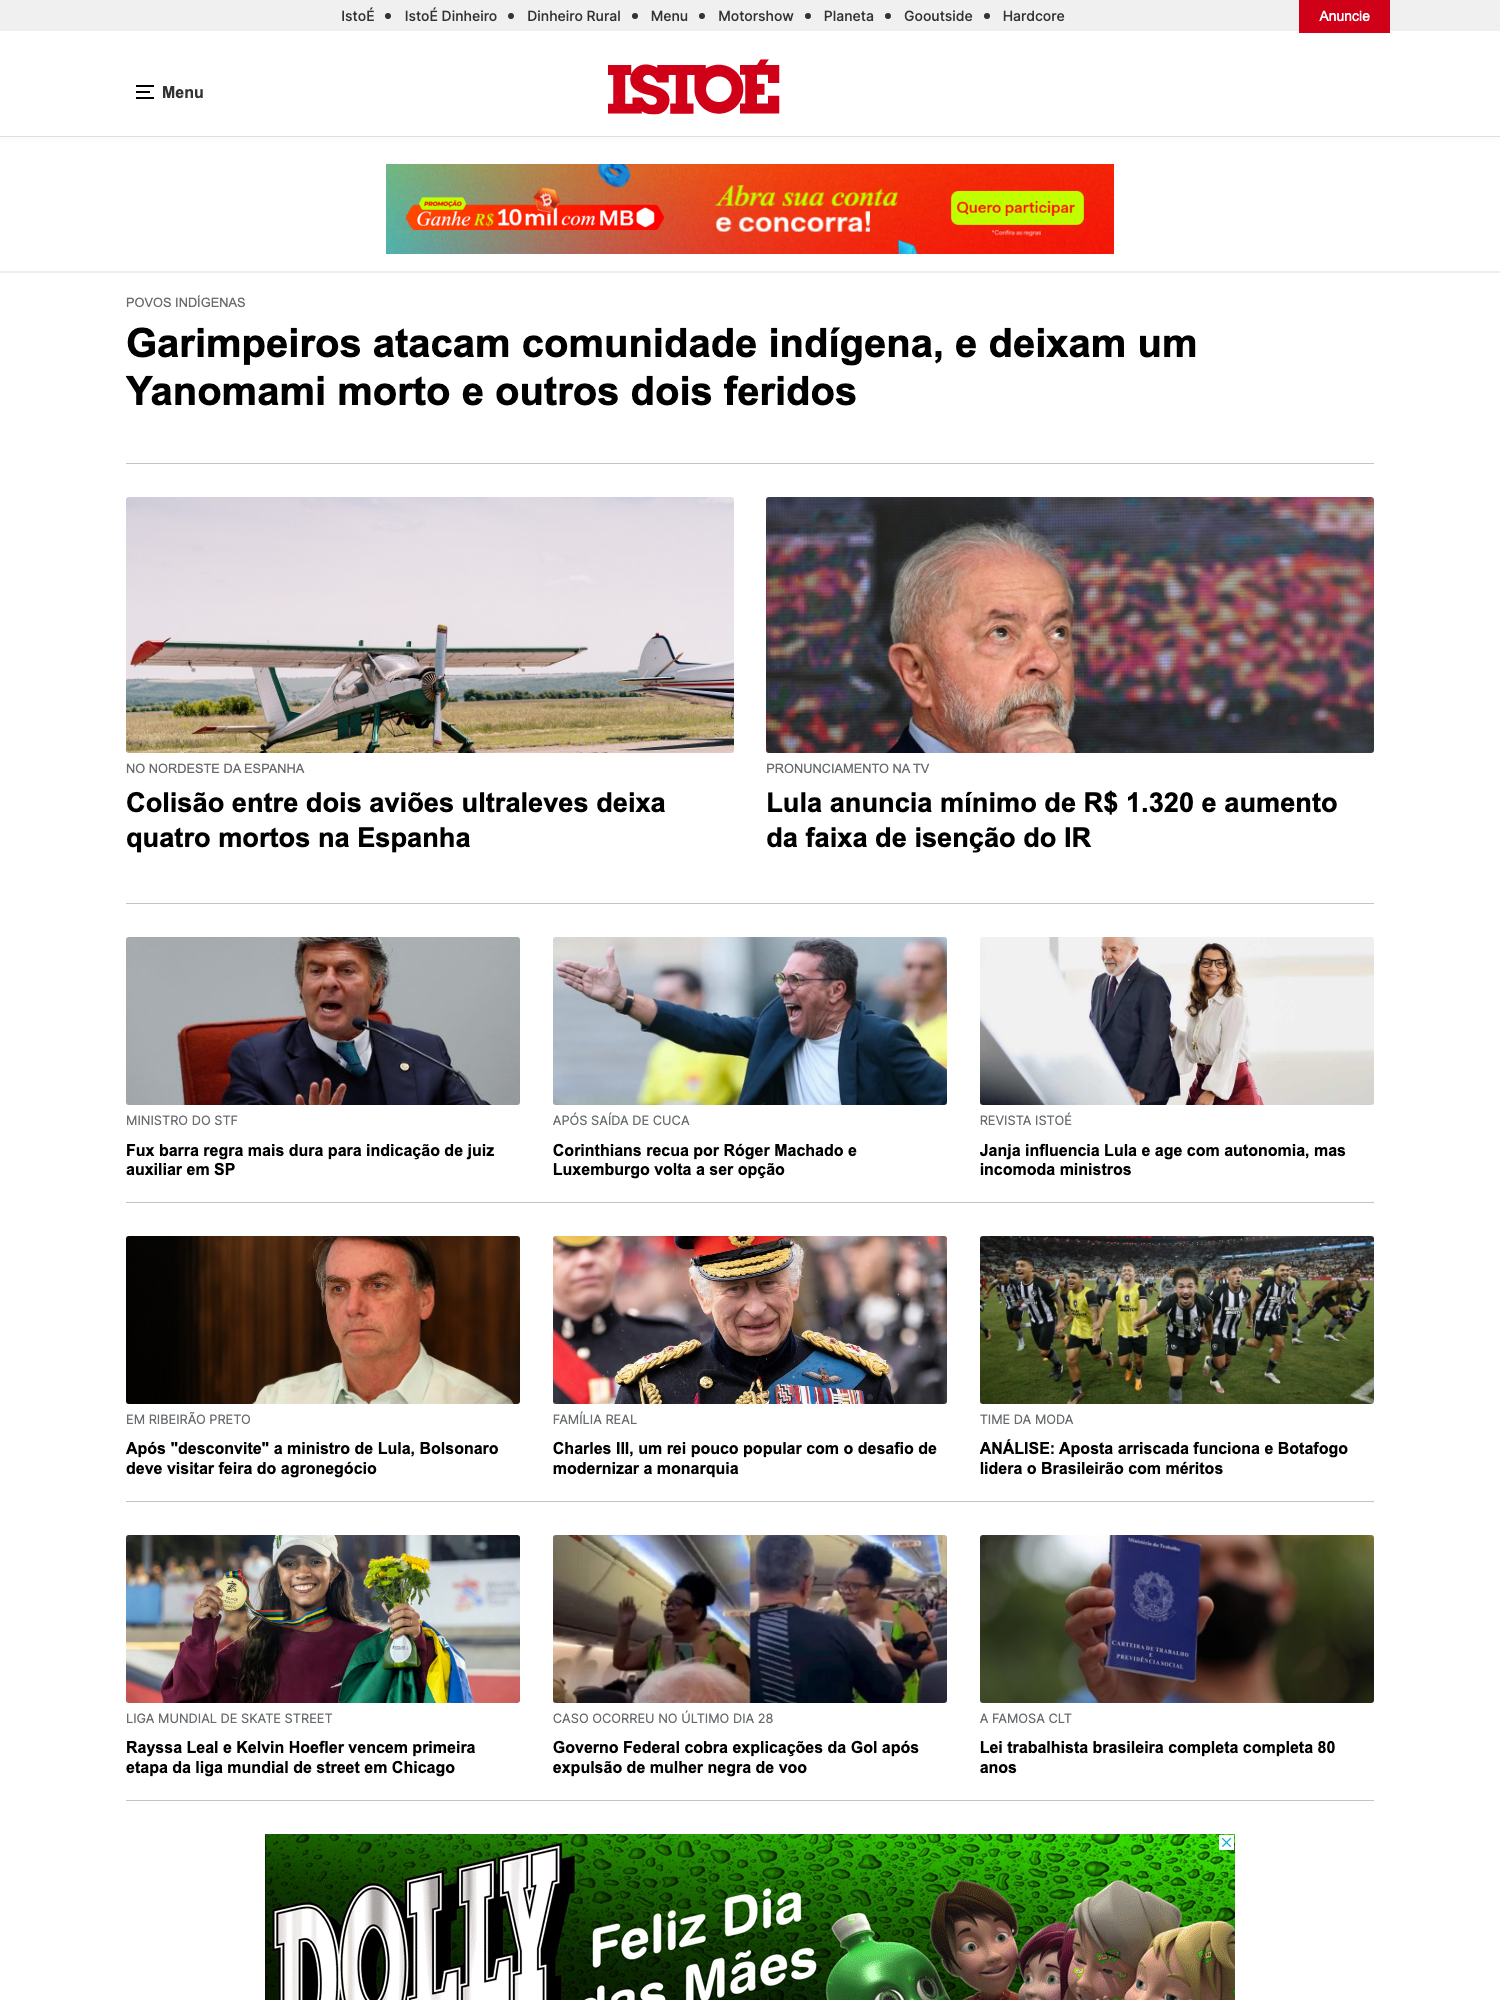 IstoÉ • IstoÉ Dinheiro • Dinheiro Rural • Menu • Motorshow • Planeta • Gooutside • Hardcore
Anuncie
Menu
ISTOÉ
PROMOÇÃO
Ganhe R$ 10 mil com MB
Abra sua conta
e concorra!
Quero participar
*Confira as regras
POVOS INDÍGENAS
Garimpeiros atacam comunidade indígena, e deixam um
Yanomami morto e outros dois feridos
NO NORDESTE DA ESPANHA
Colisão entre dois aviões ultraleves deixa
quatro mortos na Espanha
PRONUNCIAMENTO NA TV
Lula anuncia mínimo de R$ 1.320 e aumento
da faixa de isenção do IR
MINISTRO DO STF
Fux barra regra mais dura para indicação de juiz
auxiliar em SP
APÓS SAÍDA DE CUCA
Corinthians recua por Róger Machado e
Luxemburgo volta a ser opção
REVISTA ISTOÉ
Janja influencia Lula e age com autonomia, mas
incomoda ministros
EM RIBEIRÃO PRETO
Após "desconvite" a ministro de Lula, Bolsonaro
deve visitar feira do agronegócio
FAMÍLIA REAL
Charles III, um rei pouco popular com o desafio de
modernizar a monarquia
TIME DA MODA
ANÁLISE: Aposta arriscada funciona e Botafogo
lidera o Brasileirão com méritos
LIGA MUNDIAL DE SKATE STREET
Rayssa Leal e Kelvin Hoefler vencem primeira
etapa da liga mundial de street em Chicago
CASO OCORREU NO ÚLTIMO DIA 28
Governo Federal cobra explicações da Gol após
expulsão de mulher negra de voo
Ministério do Trabalho
CARTEIRA DE TRABALHO
E
PREVIDÊNCIA SOCIAL
A FAMOSA CLT
Lei trabalhista brasileira completa completa 80
anos
DOLLY
Feliz Dia
das Mães